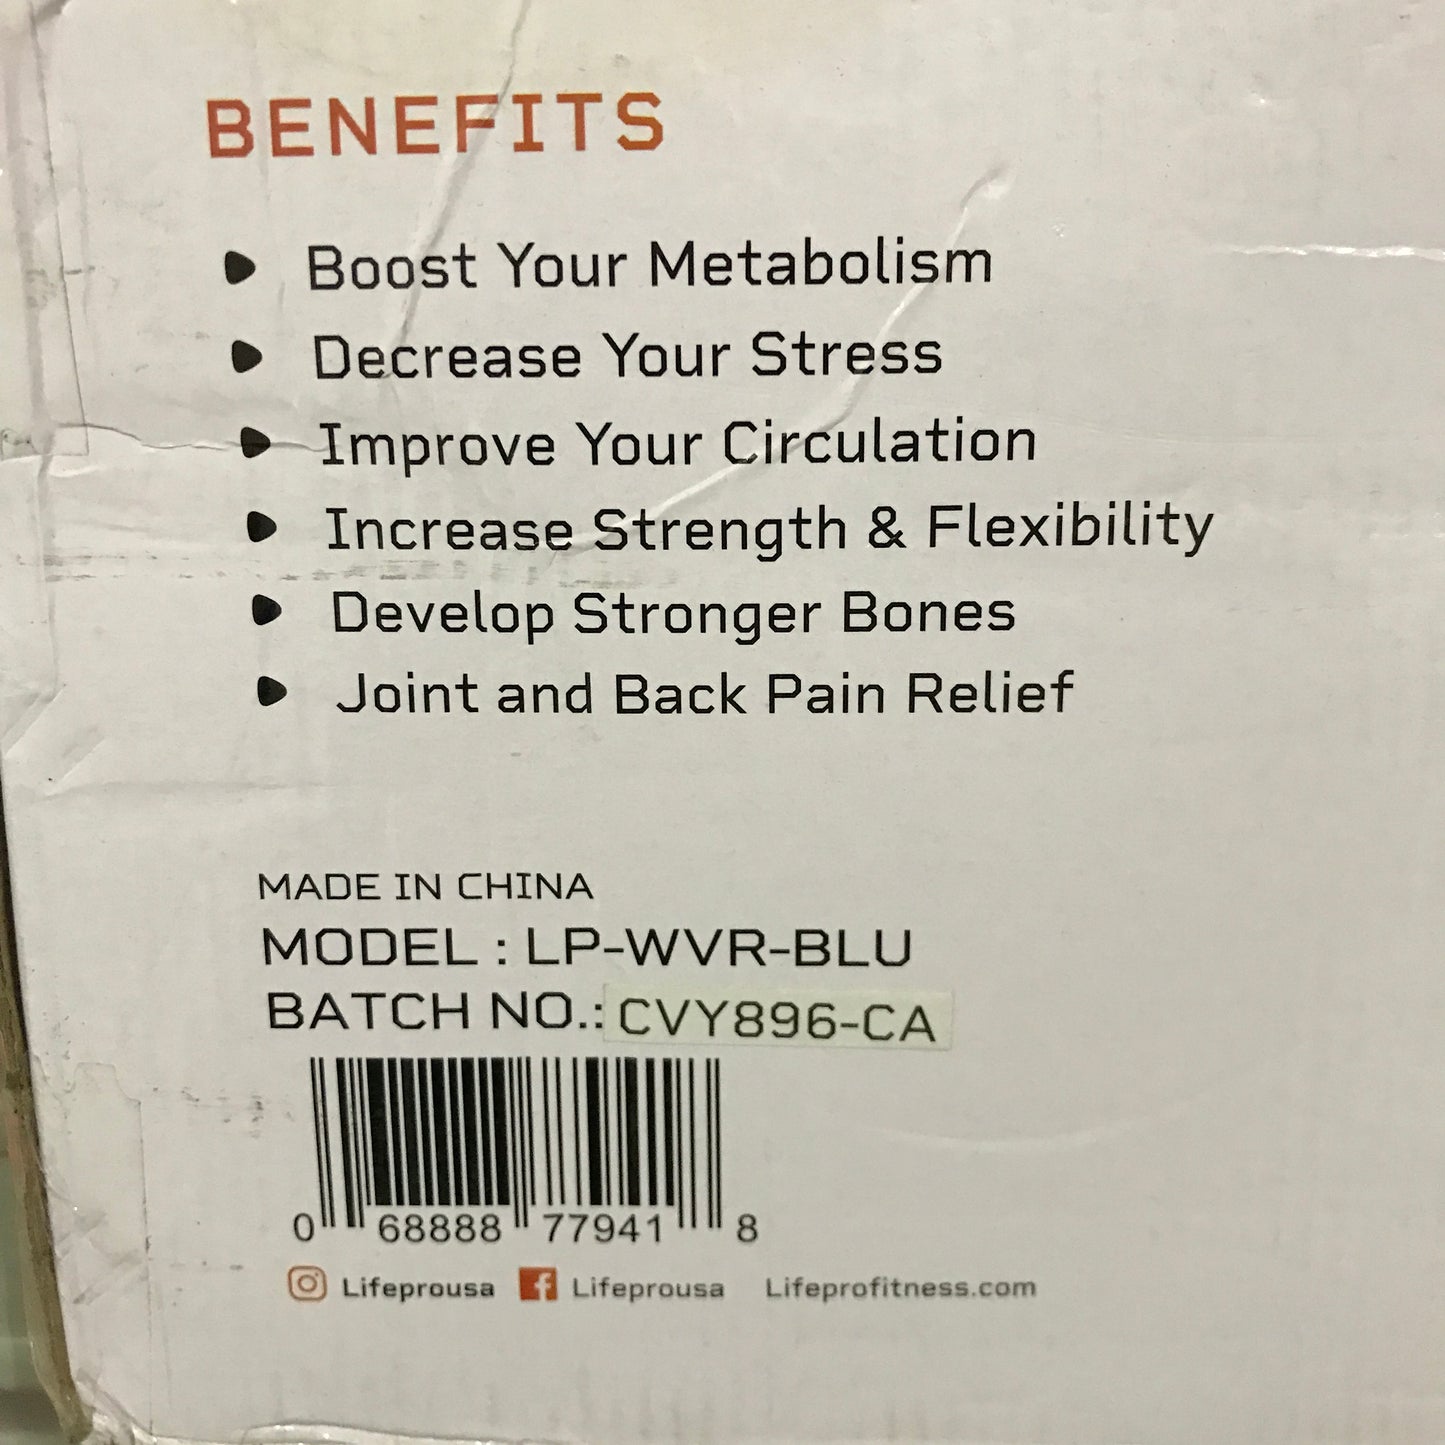 BENEFITS
Boost Your Metabolism
Decrease Your Stress
Improve Your Circulation
Increase Strength & Flexibility
Develop Stronger Bones
Joint and Back Pain Relief
MADE IN CHINA
MODEL : LP-WVR-BLU
BATCH NO.: CVY896-CA
0 68888 77941 8
Lifeprousa Lifeprousa Lifeprofitness.com